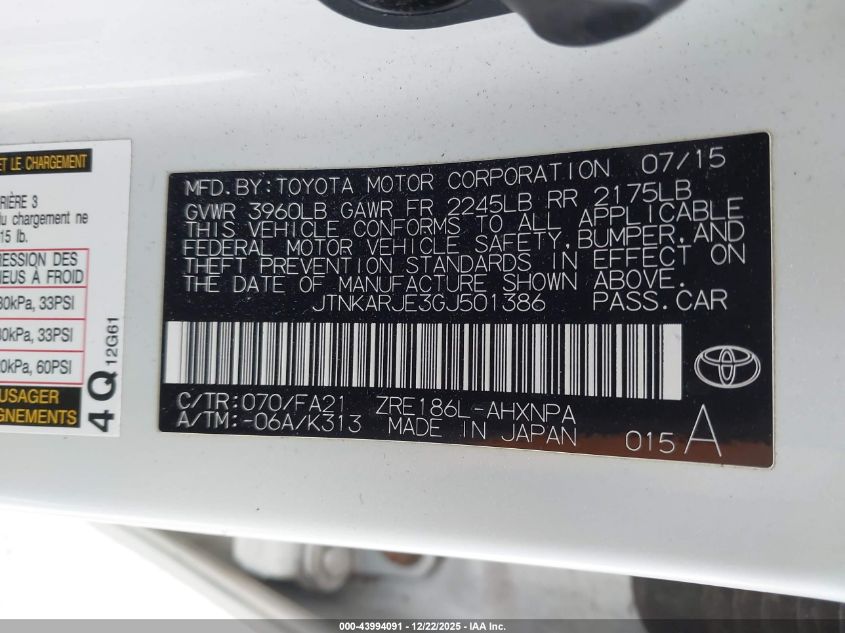 ET LE CHARGEMENT
RIÈRE 3
du chargement ne
15 lb.
PRESSION DES
NEUS À FROID
30kPa, 33PSI
30kPa, 33PSI
20kPa, 60PSI
USAGER
GNEMENTS
4Q 12G61
MFD. BY: TOYOTA MOTOR CORPORATION 07/15
GVWR 3960LB GAWR FR 2245LB RR 2175LB
THIS VEHICLE CONFORMS TO ALL APPLICABLE
FEDERAL MOTOR VEHICLE SAFETY, BUMPER, AND
THEFT PREVENTION STANDARDS IN EFFECT ON
THE DATE OF MANUFACTURE SHOWN ABOVE.
JTNKARJE3GJ501386 PASS. CAR
C/TR: 070/FA21 ZRE186L-AHXNPA
A/TM: -06A/K313 MADE IN JAPAN 015 A
000-43994091 - 12/22/2025 - IAA Inc.